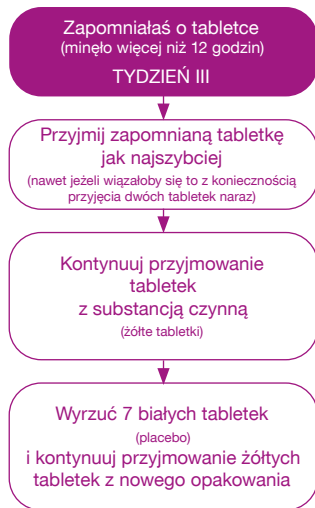 Zapomniałaś o tabletce
(minęło więcej niż 12 godzin)
TYDZIEŃ III
Przyjmij zapomnianą tabletkę
jak najszybciej
(nawet jeżeli wiązałoby się to z koniecznością
przyjęcia dwóch tabletek naraz)
Kontynuuj przyjmowanie
tabletek
z substancją czynną
(żółte tabletki)
Wyrzuć 7 białych tabletek
(placebo)
i kontynuuj przyjmowanie żółtych
tabletek z nowego opakowania